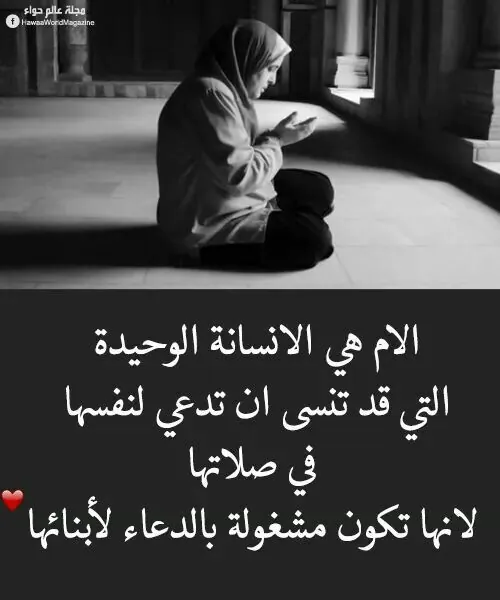 مجلة عالم حواء
HawaaWorldMagazine
الام هي الانسانة الوحيدة
التي قد تنسى ان تدعي لنفسها
في صلاتها
لانها تكون مشغولة بالدعاء لأبنائها